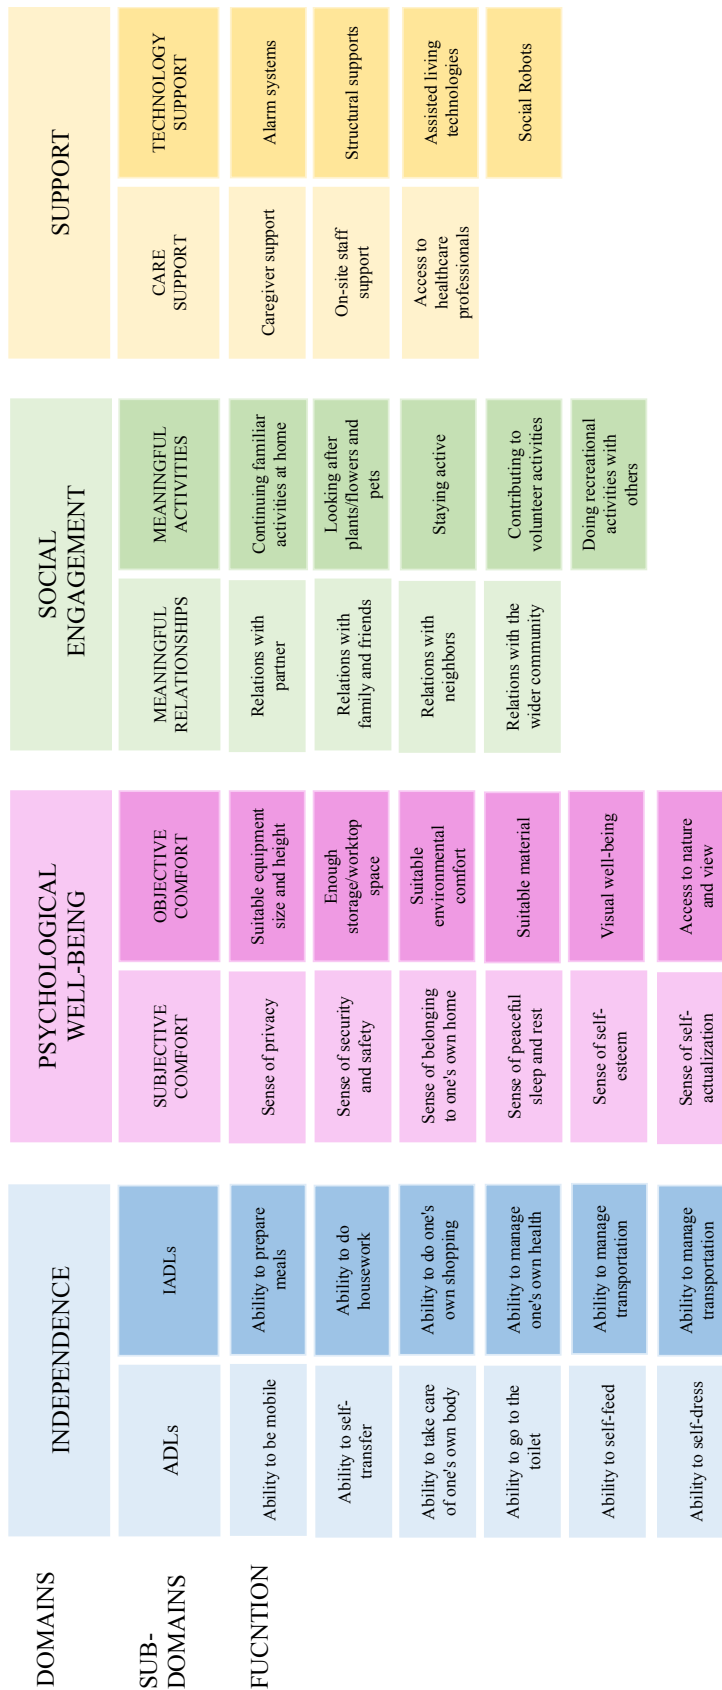 DOMAINS
INDEPENDENCE
PSYCHOLOGICAL
WELL-BEING
SOCIAL
ENGAGEMENT
SUPPORT
SUB-
DOMAINS
ADLs
IADLs
SUBJECTIVE
COMFORT
OBJECTIVE
COMFORT
MEANINGFUL
RELATIONSHIPS
MEANINGFUL
ACTIVITIES
CARE
SUPPORT
TECHNOLOGY
SUPPORT
FUCNTION
Ability to be mobile
Ability to prepare
meals
Sense of privacy
Suitable equipment
size and height
Relations with
partner
Continuing familiar
activities at home
Caregiver support
Alarm systems
Ability to self-
transfer
Ability to do
housework
Sense of security
and safety
Enough
storage/worktop
space
Relations with
family and friends
Looking after
plants/flowers and
pets
On-site staff
support
Structural supports
Ability to take care
of one's own body
Ability to do one's
own shopping
Sense of belonging
to one's own home
Suitable
environmental
comfort
Relations with
neighbors
Staying active
Access to
healthcare
professionals
Assisted living
technologies
Ability to go to the
toilet
Ability to manage
one's own health
Sense of peaceful
sleep and rest
Suitable material
Relations with the
wider community
Contributing to
volunteer activities
Social Robots
Ability to self-feed
Ability to manage
transportation
Sense of self-
esteem
Visual well-being
Doing recreational
activities with
others
Ability to self-dress
Ability to manage
transportation
Sense of self-
actualization
Access to nature
and view